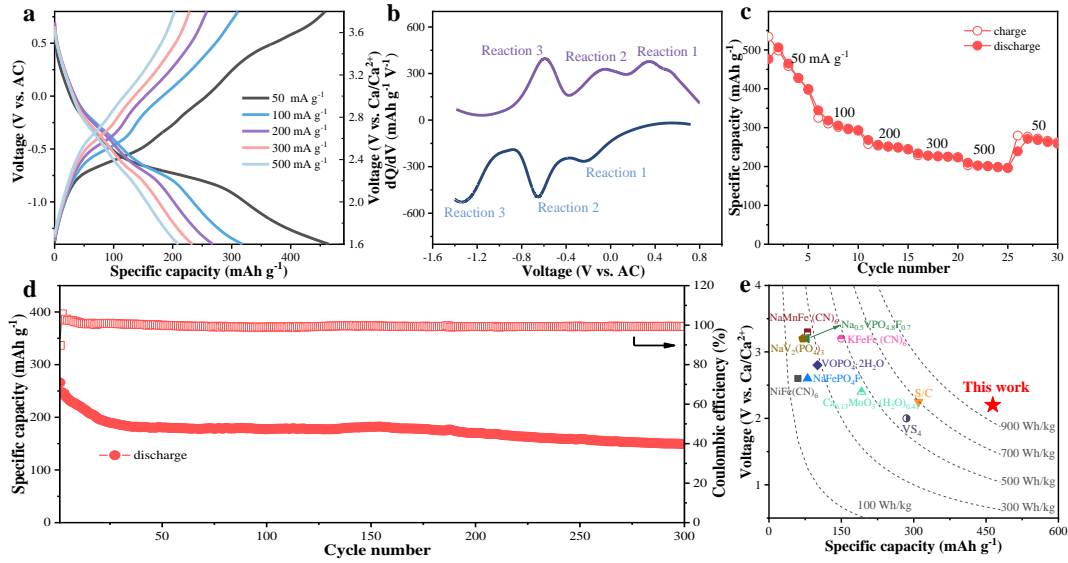 a
Voltage (V vs. AC)
0.5
0.0
-0.5
-1.0
0
100
200
300
400
Specific capacity (mAh g-1)
3.6
3.2
2.8
2.4
2.0
1.6
Voltage (V vs. Ca/Ca2+)
50 mA g-1
100 mA g-1
200 mA g-1
300 mA g-1
500 mA g-1
b
dQ/dV (mAh g-1 V-1)
600
300
0
-300
-600
-1.6
-1.2
-0.8
-0.4
0.0
0.4
0.8
Voltage (V vs. AC)
Reaction 3
Reaction 2
Reaction 1
Reaction 1
Reaction 2
Reaction 3
c
Specific capacity (mAh g-1)
500
400
300
200
100
0
5
10
15
20
25
30
Cycle number
charge
discharge
50 mA g-1
100
200
300
500
50
d
Specific capacity (mAh g-1)
400
350
300
250
200
150
100
0
50
100
150
200
250
300
Cycle number
120
100
80
60
40
20
0
Coulombic efficiency (%)
discharge
e
Voltage (V vs. Ca/Ca2+)
4
3
2
1
0
150
300
450
600
Specific capacity (mAh g-1)
Na0.5VPO4.8F0.7
NaV2(PO4)3
KFeFe(CN)6
VOPO4·2H2O
NiFe(CN)6
NaFePO4F
S/C
VS4
This work
900 Wh/kg
700 Wh/kg
500 Wh/kg
300 Wh/kg
100 Wh/kg